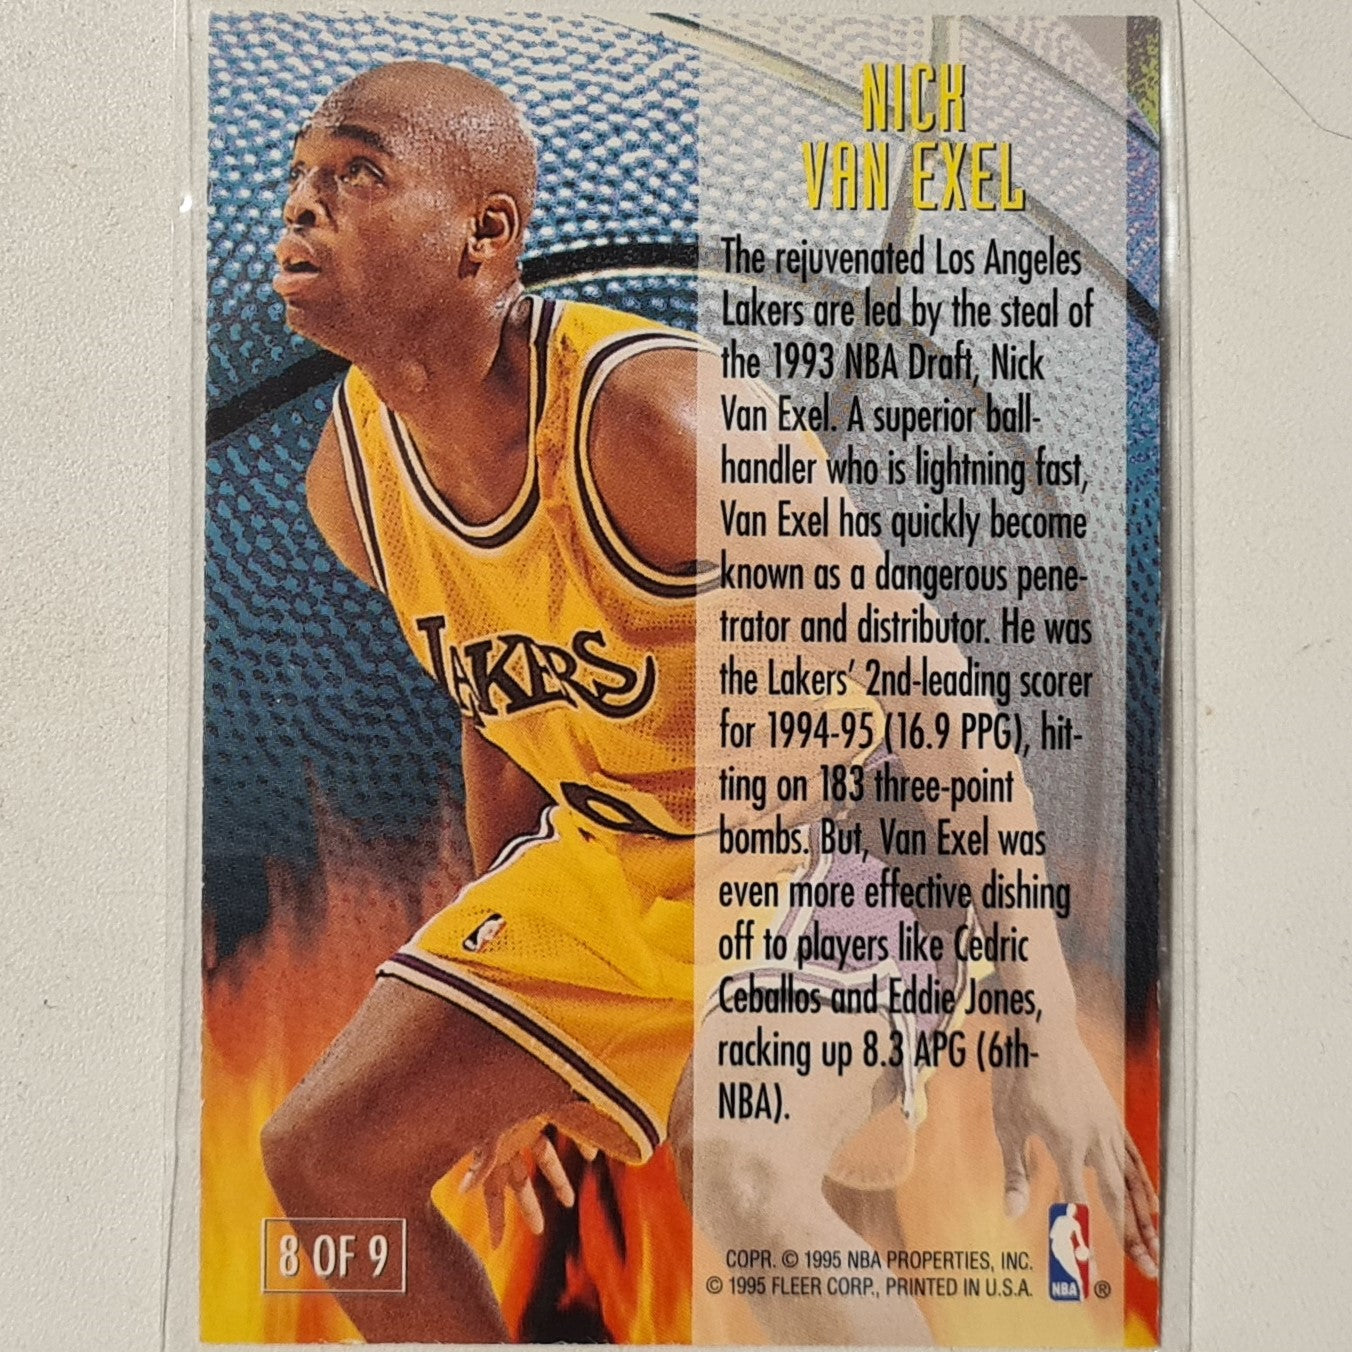 NICK
VAN EXEL
The rejuvenated Los Angeles
Lakers are led by the steal of
the 1993 NBA Draft, Nick
Van Exel. A superior ball-
handler who is lightning fast,
Van Exel has quickly become
known as a dangerous pene-
trator and distributor. He was
the Lakers' 2nd-leading scorer
for 1994-95 (16.9 PPG), hit-
ting on 183 three-point
bombs. But, Van Exel was
even more effective dishing
off to players like Cedric
Ceballos and Eddie Jones,
racking up 8.3 APG (6th-
NBA).
LAKERS
8 OF 9
COPR. © 1995 NBA PROPERTIES, INC.
© 1995 FLEER CORP., PRINTED IN U.S.A.
NBA ®